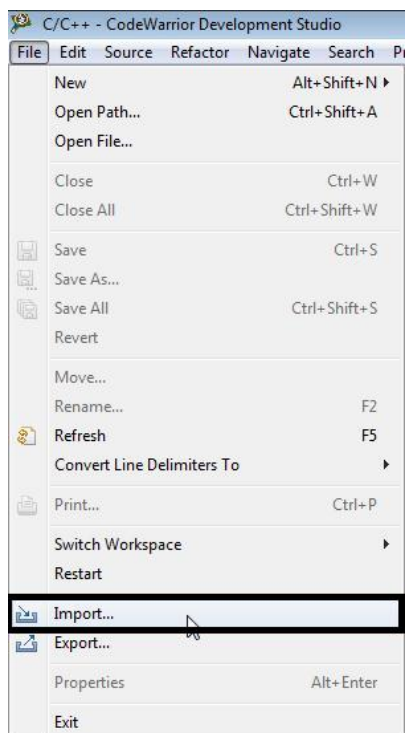 C/C++ - CodeWarrior Development Studio
File Edit Source Refactor Navigate Search
New Alt+Shift+N
Open Path... Ctrl+Shift+A
Open File...
Close Ctrl+W
Close All Ctrl+Shift+W
Save Ctrl+S
Save As...
Save All Ctrl+Shift+S
Revert
Move...
Rename... F2
Refresh F5
Convert Line Delimiters To
Print... Ctrl+P
Switch Workspace
Restart
Import...
Export...
Properties Alt+Enter
Exit